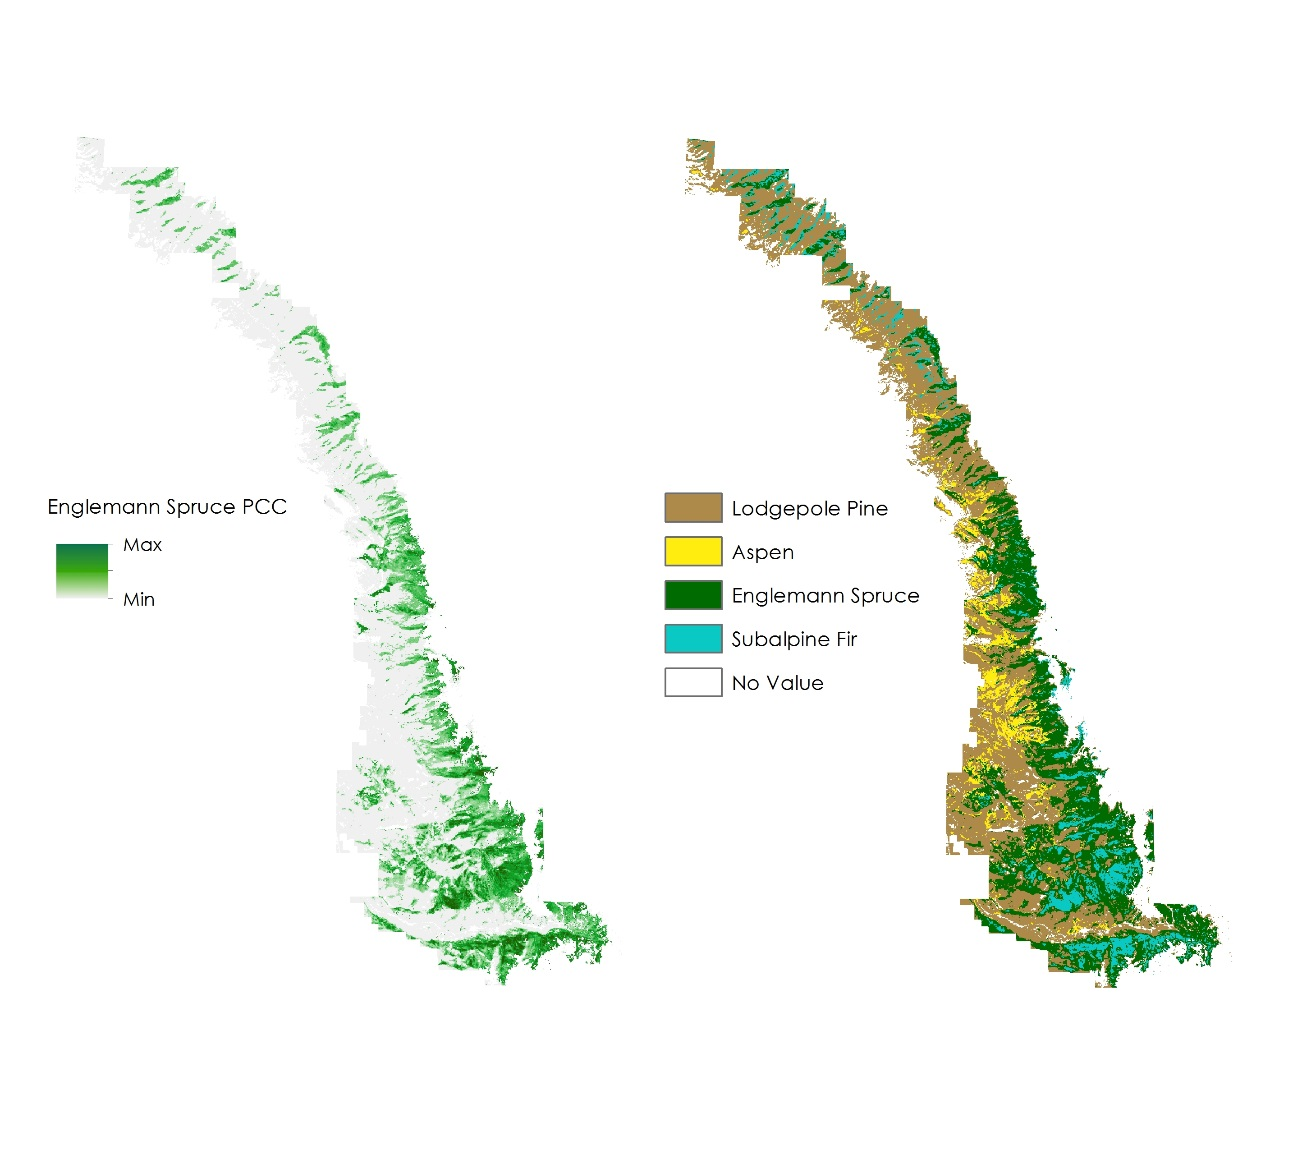 Englemann Spruce PCC
Max
Min
Lodgepole Pine
Aspen
Englemann Spruce
Subalpine Fir
No Value